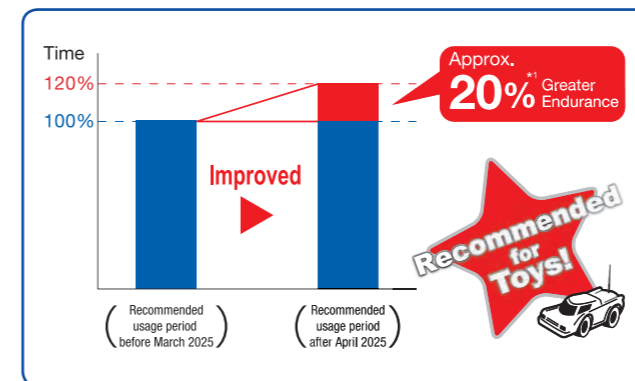 Time
120%
100%
Approx.
20%*1 Greater
Endurance
Improved
Recommended
for
Toys!
(Recommended
usage period
before March 2025)
(Recommended
usage period
after April 2025)